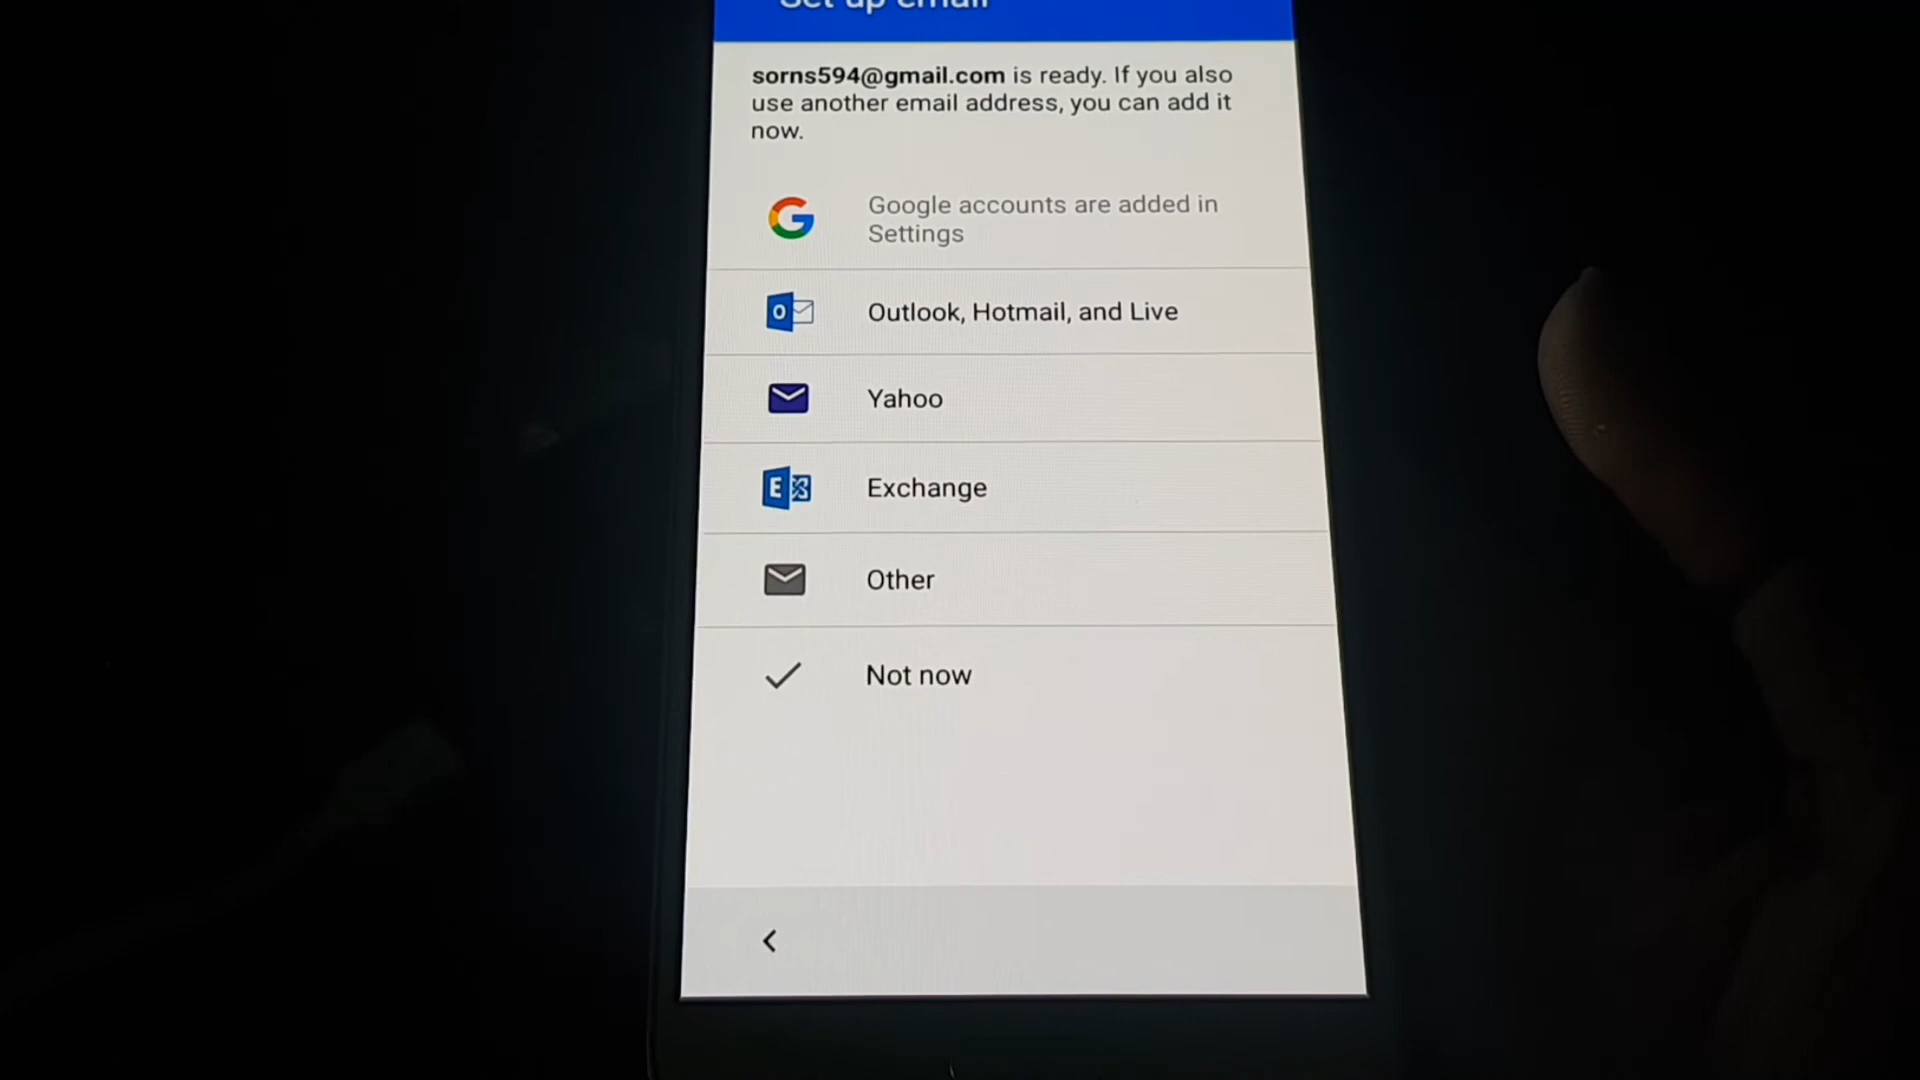 Set up email
sorns594@gmail.com is ready. If you also
use another email address, you can add it
now.
Google accounts are added in
Settings
Outlook, Hotmail, and Live
Yahoo
Exchange
Other
Not now